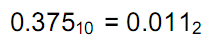 0.375₁₀ = 0.011₂